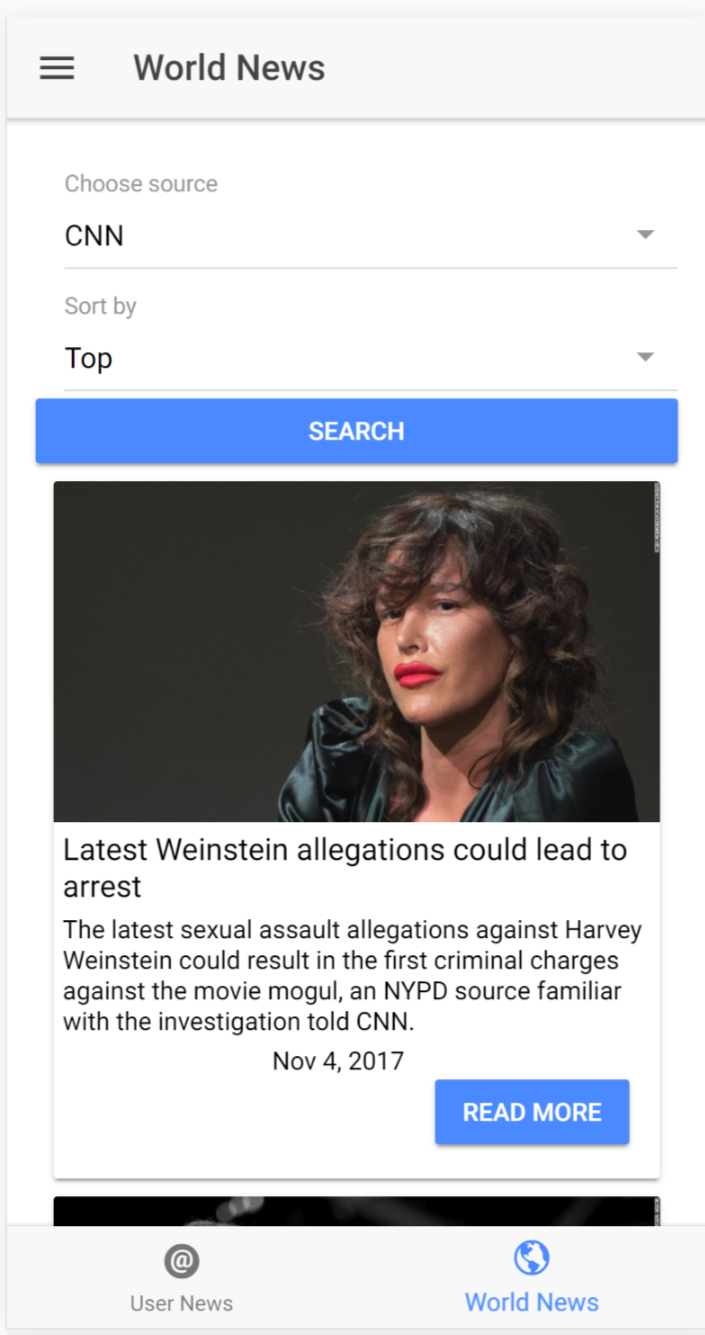 World News
Choose source
CNN
Sort by
Top
SEARCH
Latest Weinstein allegations could lead to
arrest
The latest sexual assault allegations against Harvey
Weinstein could result in the first criminal charges
against the movie mogul, an NYPD source familiar
with the investigation told CNN.
Nov 4, 2017
READ MORE
@
User News
World News